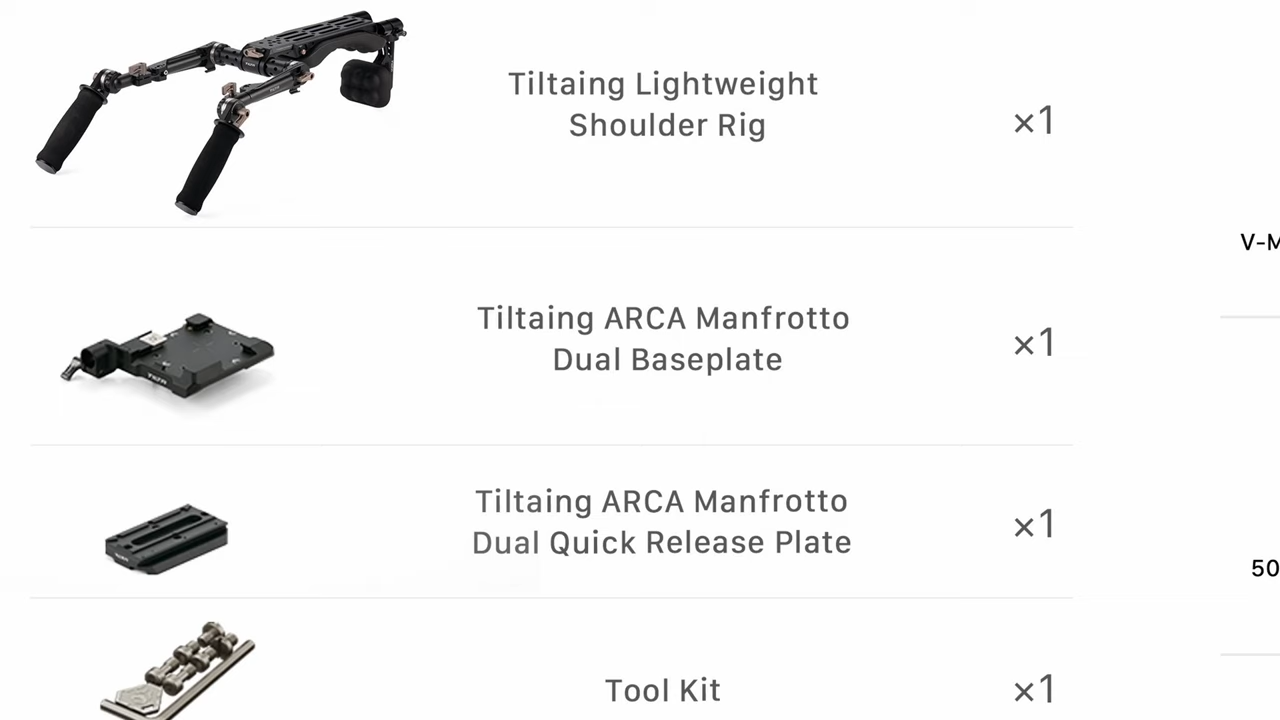 Tiltaing Lightweight
Shoulder Rig
×1
V-M
Tiltaing ARCA Manfrotto
Dual Baseplate
×1
Tiltaing ARCA Manfrotto
Dual Quick Release Plate
×1
50
Tool Kit
×1